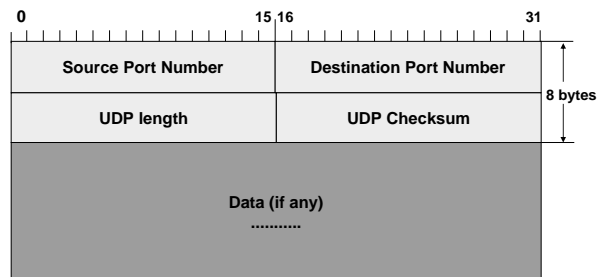 0 15 16 31
Source Port Number Destination Port Number
8 bytes
UDP length UDP Checksum
Data (if any)
...........